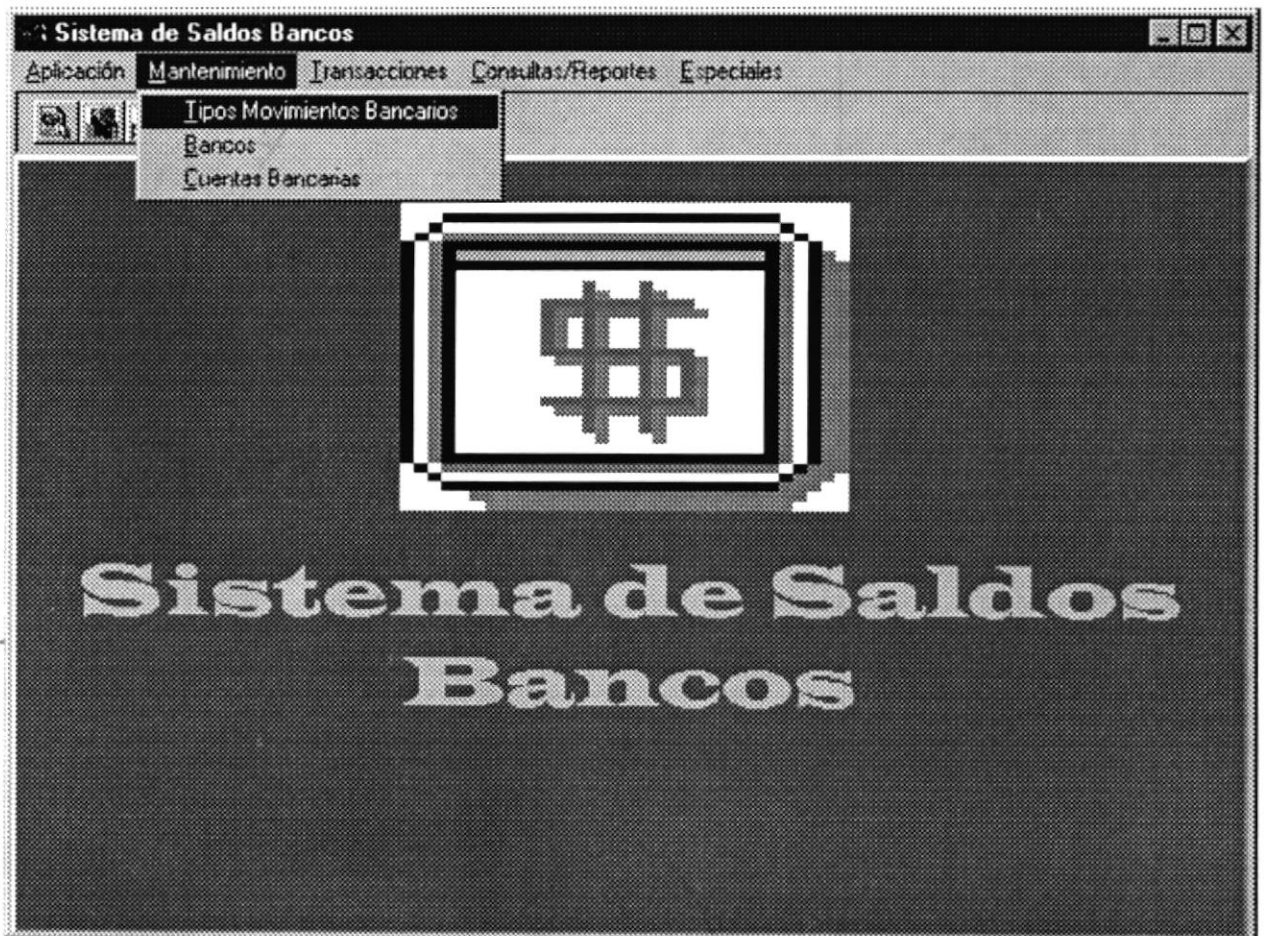 Sistema de Saldos Bancos
Aplicación Mantenimiento Transacciones Consultas/Reportes Especiales
Tipos Movimientos Bancarios
Bancos
Cuentas Bancarias
$
Sistema de Saldos
Bancos